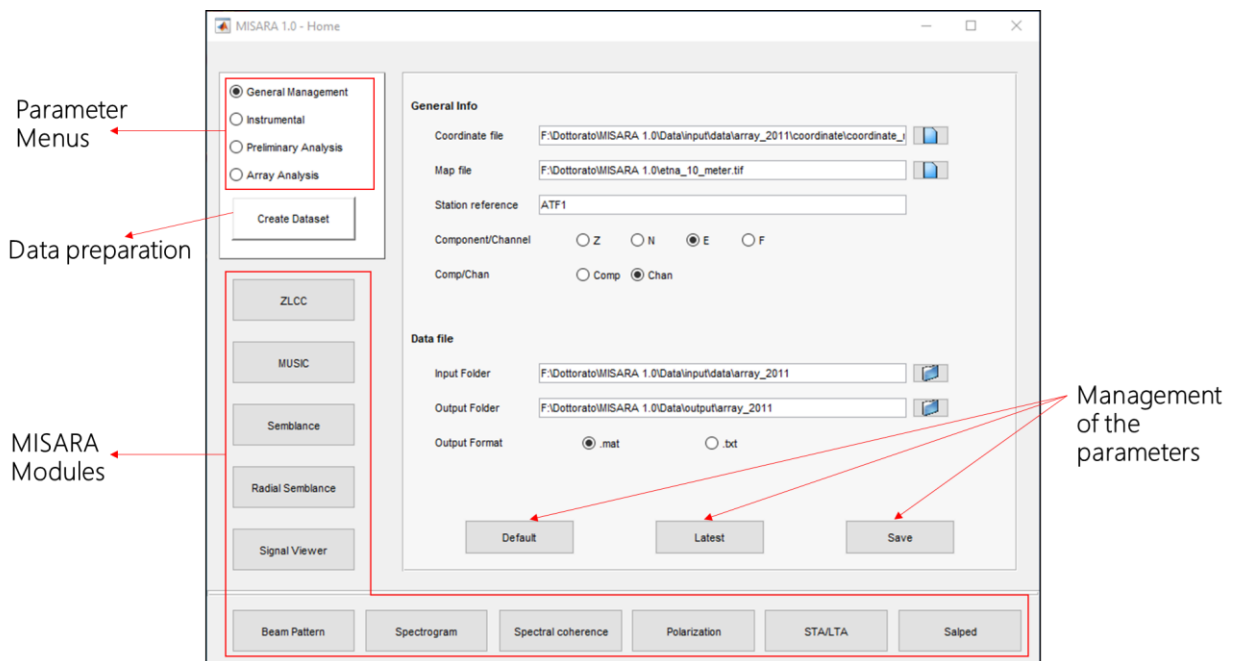 MISARA 1.0 - Home
Parameter
Menus
General Management
Instrumental
Preliminary Analysis
Array Analysis
Create Dataset
Data preparation
General Info
Coordinate file
F:\Dottorato\MISARA 1.0\Data\input\data\array_2011\coordinate\coordinate_
Map file
F:\Dottorato\MISARA 1.0\etna_10_meter.tif
Station reference
ATF1
Component/Channel
Z N E F
Comp/Chan
Comp Chan
Data file
Input Folder
F:\Dottorato\MISARA 1.0\Data\input\data\array_2011
Output Folder
F:\Dottorato\MISARA 1.0\Data\output\array_2011
Output Format
.mat .txt
Default Latest Save
Management
of the
parameters
MISARA
Modules
ZLCC
MUSIC
Semblance
Radial Semblance
Signal Viewer
Beam Pattern Spectrogram Spectral coherence Polarization STA/LTA Salped